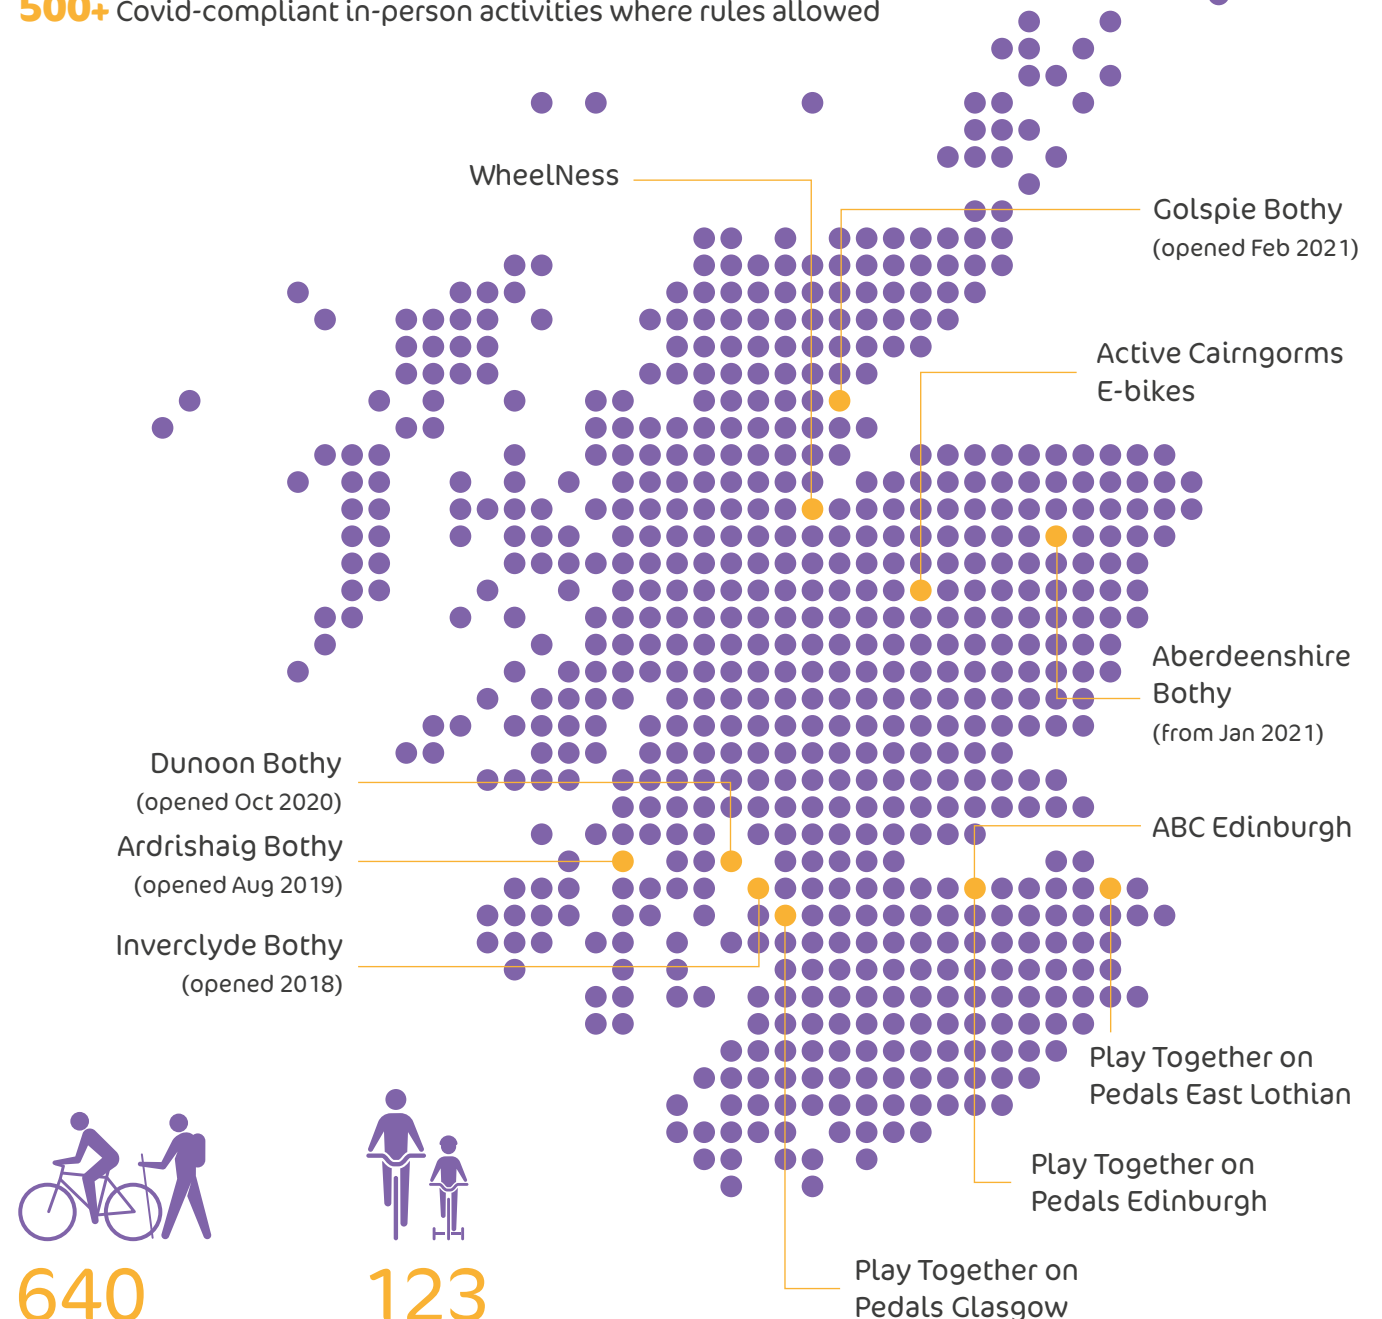 500+ Covid-compliant in-person activities where rules allowed
WheelNess
Golspie Bothy
(opened Feb 2021)
Active Cairngorms
E-bikes
Aberdeenshire
Bothy
(from Jan 2021)
Dunoon Bothy
(opened Oct 2020)
Ardrishaig Bothy
(opened Aug 2019)
Inverclyde Bothy
(opened 2018)
ABC Edinburgh
Play Together on
Pedals East Lothian
Play Together on
Pedals Edinburgh
Play Together on
Pedals Glasgow
640
123